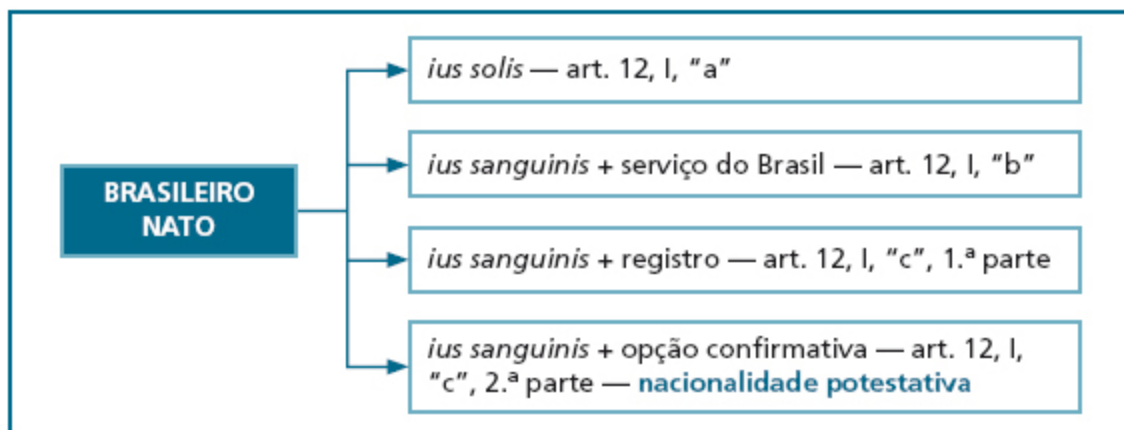 BRASILEIRO
NATO
ius solis — art. 12, I, “a”
ius sanguinis + serviço do Brasil — art. 12, I, “b”
ius sanguinis + registro — art. 12, I, “c”, 1.ª parte
ius sanguinis + opção confirmativa — art. 12, I,
“c”, 2.ª parte — nacionalidade potestativa